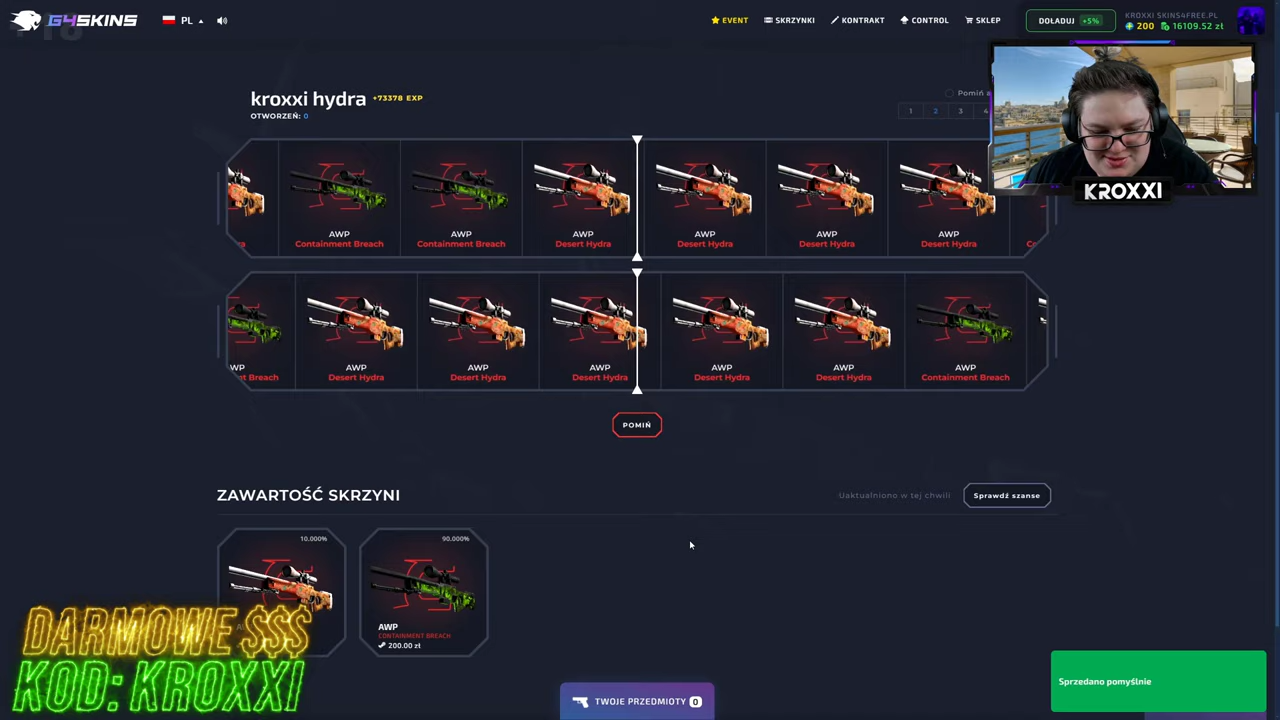 G4SKINS
PL
EVENT
SKRZYNKI
KONTRAKT
CONTROL
SKLEP
DOŁADUJ +5%
KROXXI SKINS4FREE.PL
200 16109.52 zł
kroxxi hydra +73378 EXP
OTWORZEŃ: 0
Pomiń a
1 2 3 4
KROXXI
AWP AWP AWP AWP AWP AWP
Containment Breach Containment Breach Desert Hydra Desert Hydra Desert Hydra Desert Hydra
AWP AWP AWP AWP AWP AWP AWP
Breach Desert Hydra Desert Hydra Desert Hydra Desert Hydra Desert Hydra Containment Breach
POMIŃ
ZAWARTOŚĆ SKRZYNI
Uaktualniono w tej chwili
Sprawdź szanse
10.000%
90.000%
AWP
CONTAINMENT BREACH
200.00 zł
DARMOWE $$$
KOD: KROXXI
TWOJE PRZEDMIOTY 0
Sprzedano pomyślnie